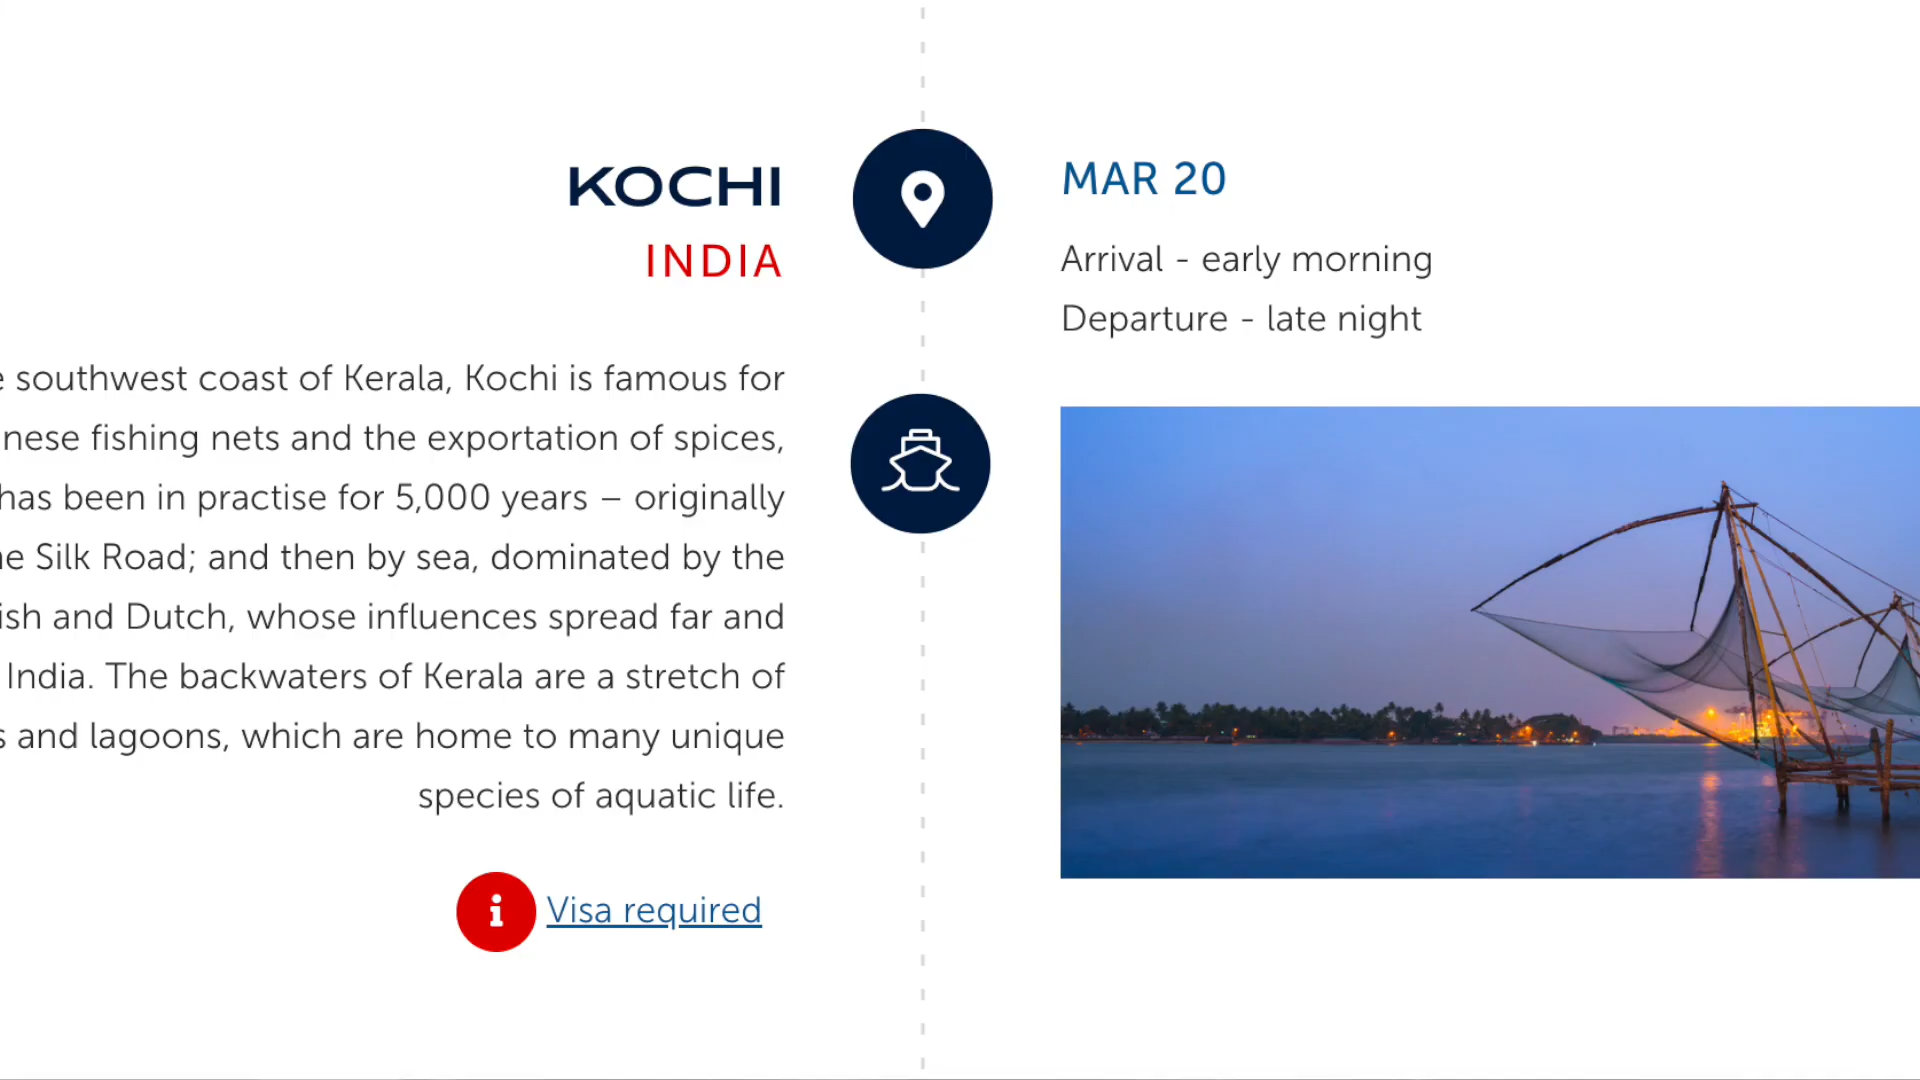 KOCHI
INDIA
MAR 20
Arrival - early morning
Departure - late night
southwest coast of Kerala, Kochi is famous for
fishing nets and the exportation of spices,
has been in practise for 5,000 years – originally
Silk Road; and then by sea, dominated by the
and Dutch, whose influences spread far and
India. The backwaters of Kerala are a stretch of
and lagoons, which are home to many unique
species of aquatic life.
i Visa required